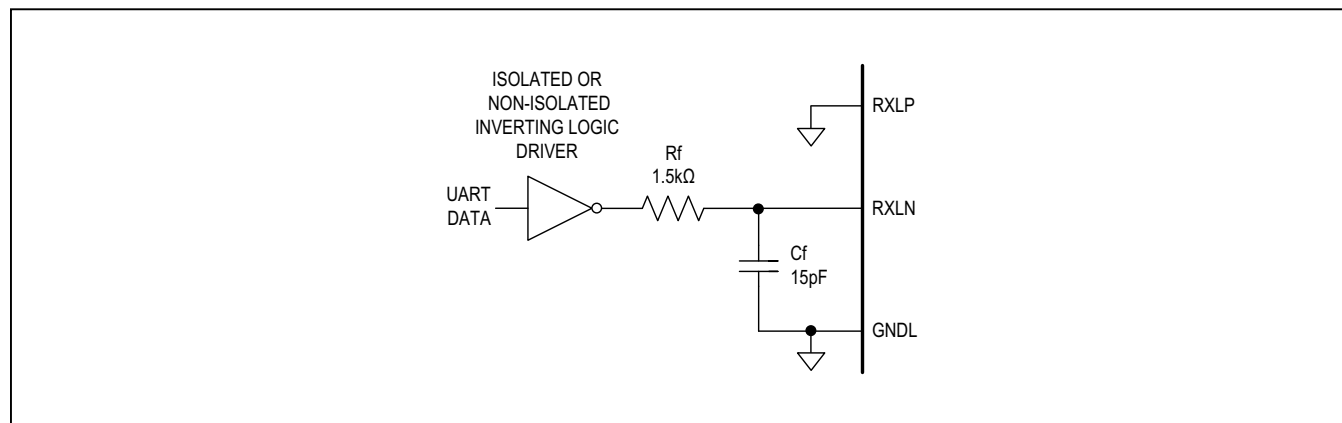 ISOLATED OR
NON-ISOLATED
INVERTING LOGIC
DRIVER
Rf
1.5kΩ
UART
DATA
Cf
15pF
RXLP
RXLN
GNDL